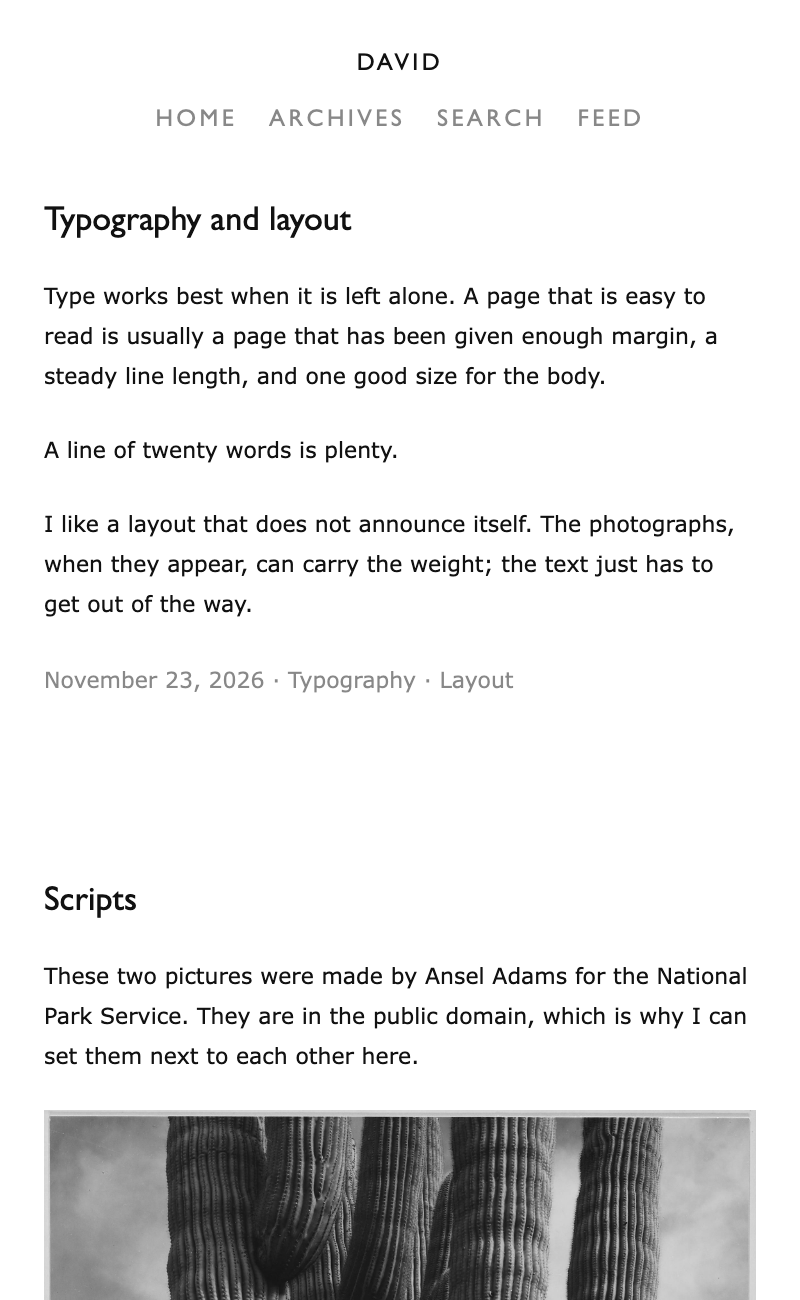 DAVID
HOME ARCHIVES SEARCH FEED
Typography and layout
Type works best when it is left alone. A page that is easy to
read is usually a page that has been given enough margin, a
steady line length, and one good size for the body.
A line of twenty words is plenty.
I like a layout that does not announce itself. The photographs,
when they appear, can carry the weight; the text just has to
get out of the way.
November 23, 2026 · Typography · Layout
Scripts
These two pictures were made by Ansel Adams for the National
Park Service. They are in the public domain, which is why I can
set them next to each other here.